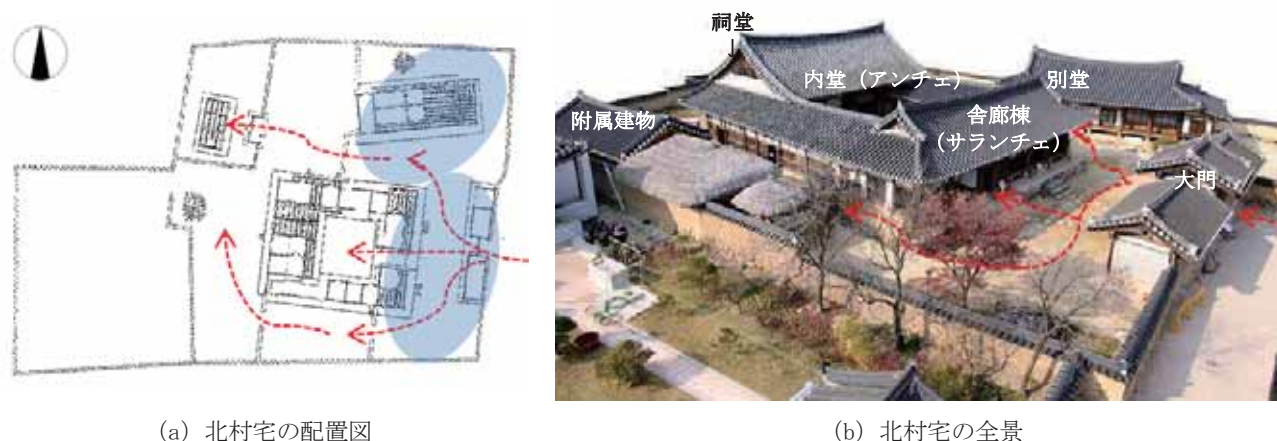 祠堂
↓
内堂（アンチェ）
別堂
舎廊棟
（サランチェ）
附属建物
大門
(a) 北村宅の配置図
(b) 北村宅の全景